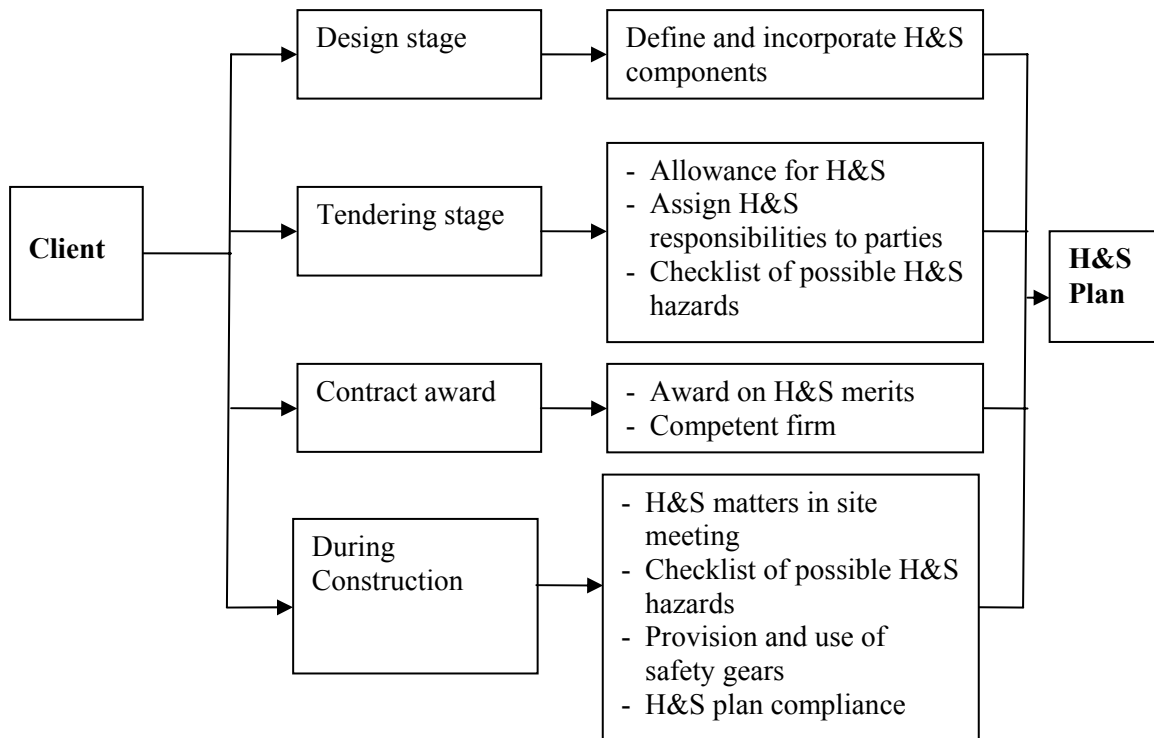 Client
Design stage
Define and incorporate H&S
components
Tendering stage
- Allowance for H&S
- Assign H&S
responsibilities to parties
- Checklist of possible H&S
hazards
Contract award
- Award on H&S merits
- Competent firm
During
Construction
- H&S matters in site
meeting
- Checklist of possible H&S
hazards
- Provision and use of
safety gears
- H&S plan compliance
H&S
Plan